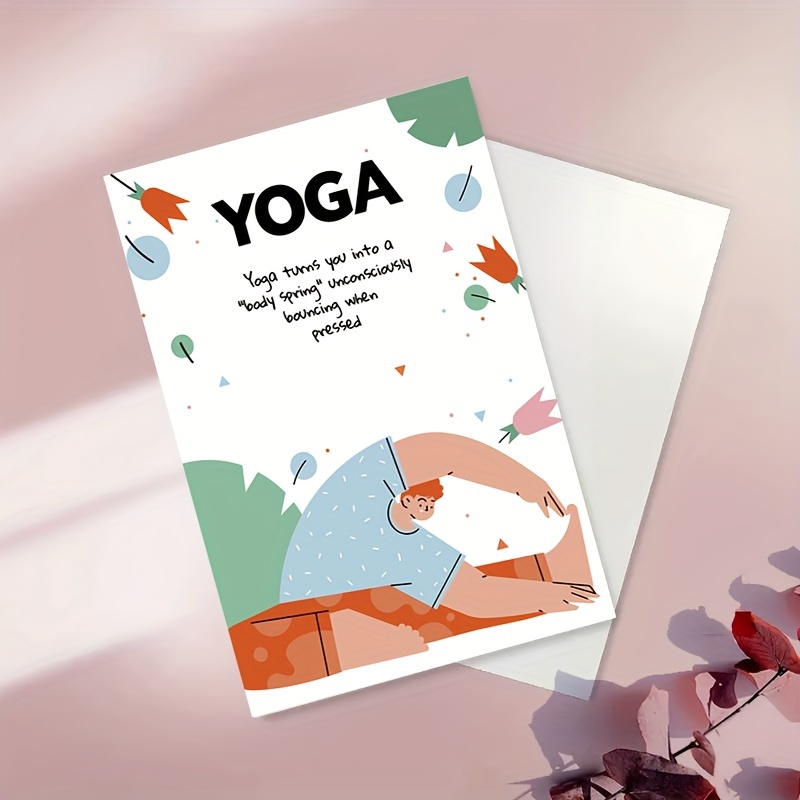 YOGA
Yoga turns you into a
"body spring" unconsciously
bouncing when
pressed